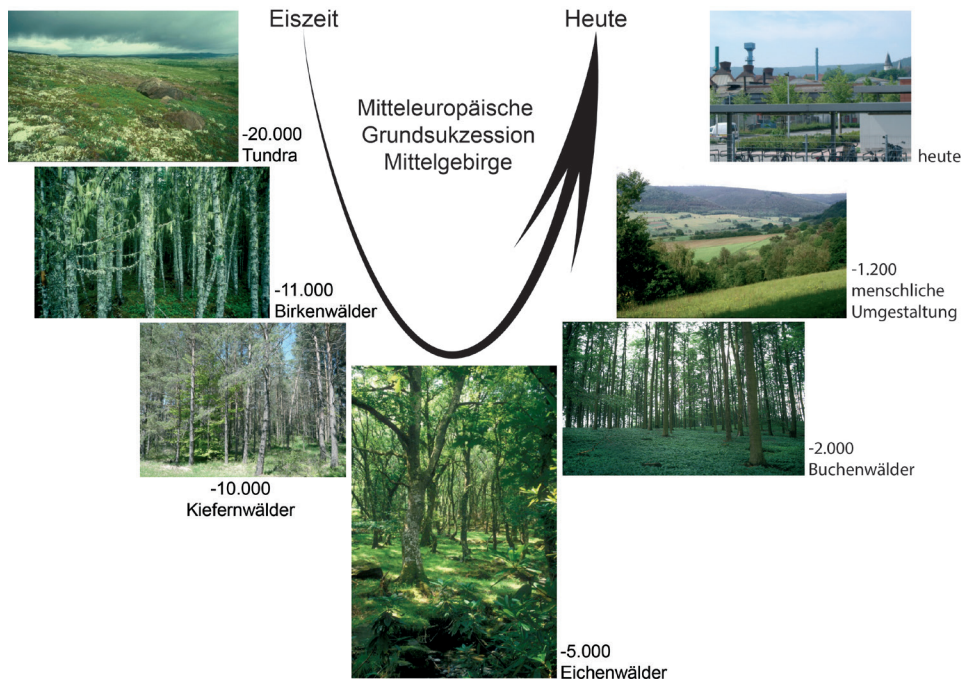 Eiszeit
Heute
Mitteleuropäische
Grundsukzession
Mittelgebirge
-20.000
Tundra
-11.000
Birkenwälder
-10.000
Kiefernwälder
-5.000
Eichenwälder
-2.000
Buchenwälder
-1.200
menschliche
Umgestaltung
heute